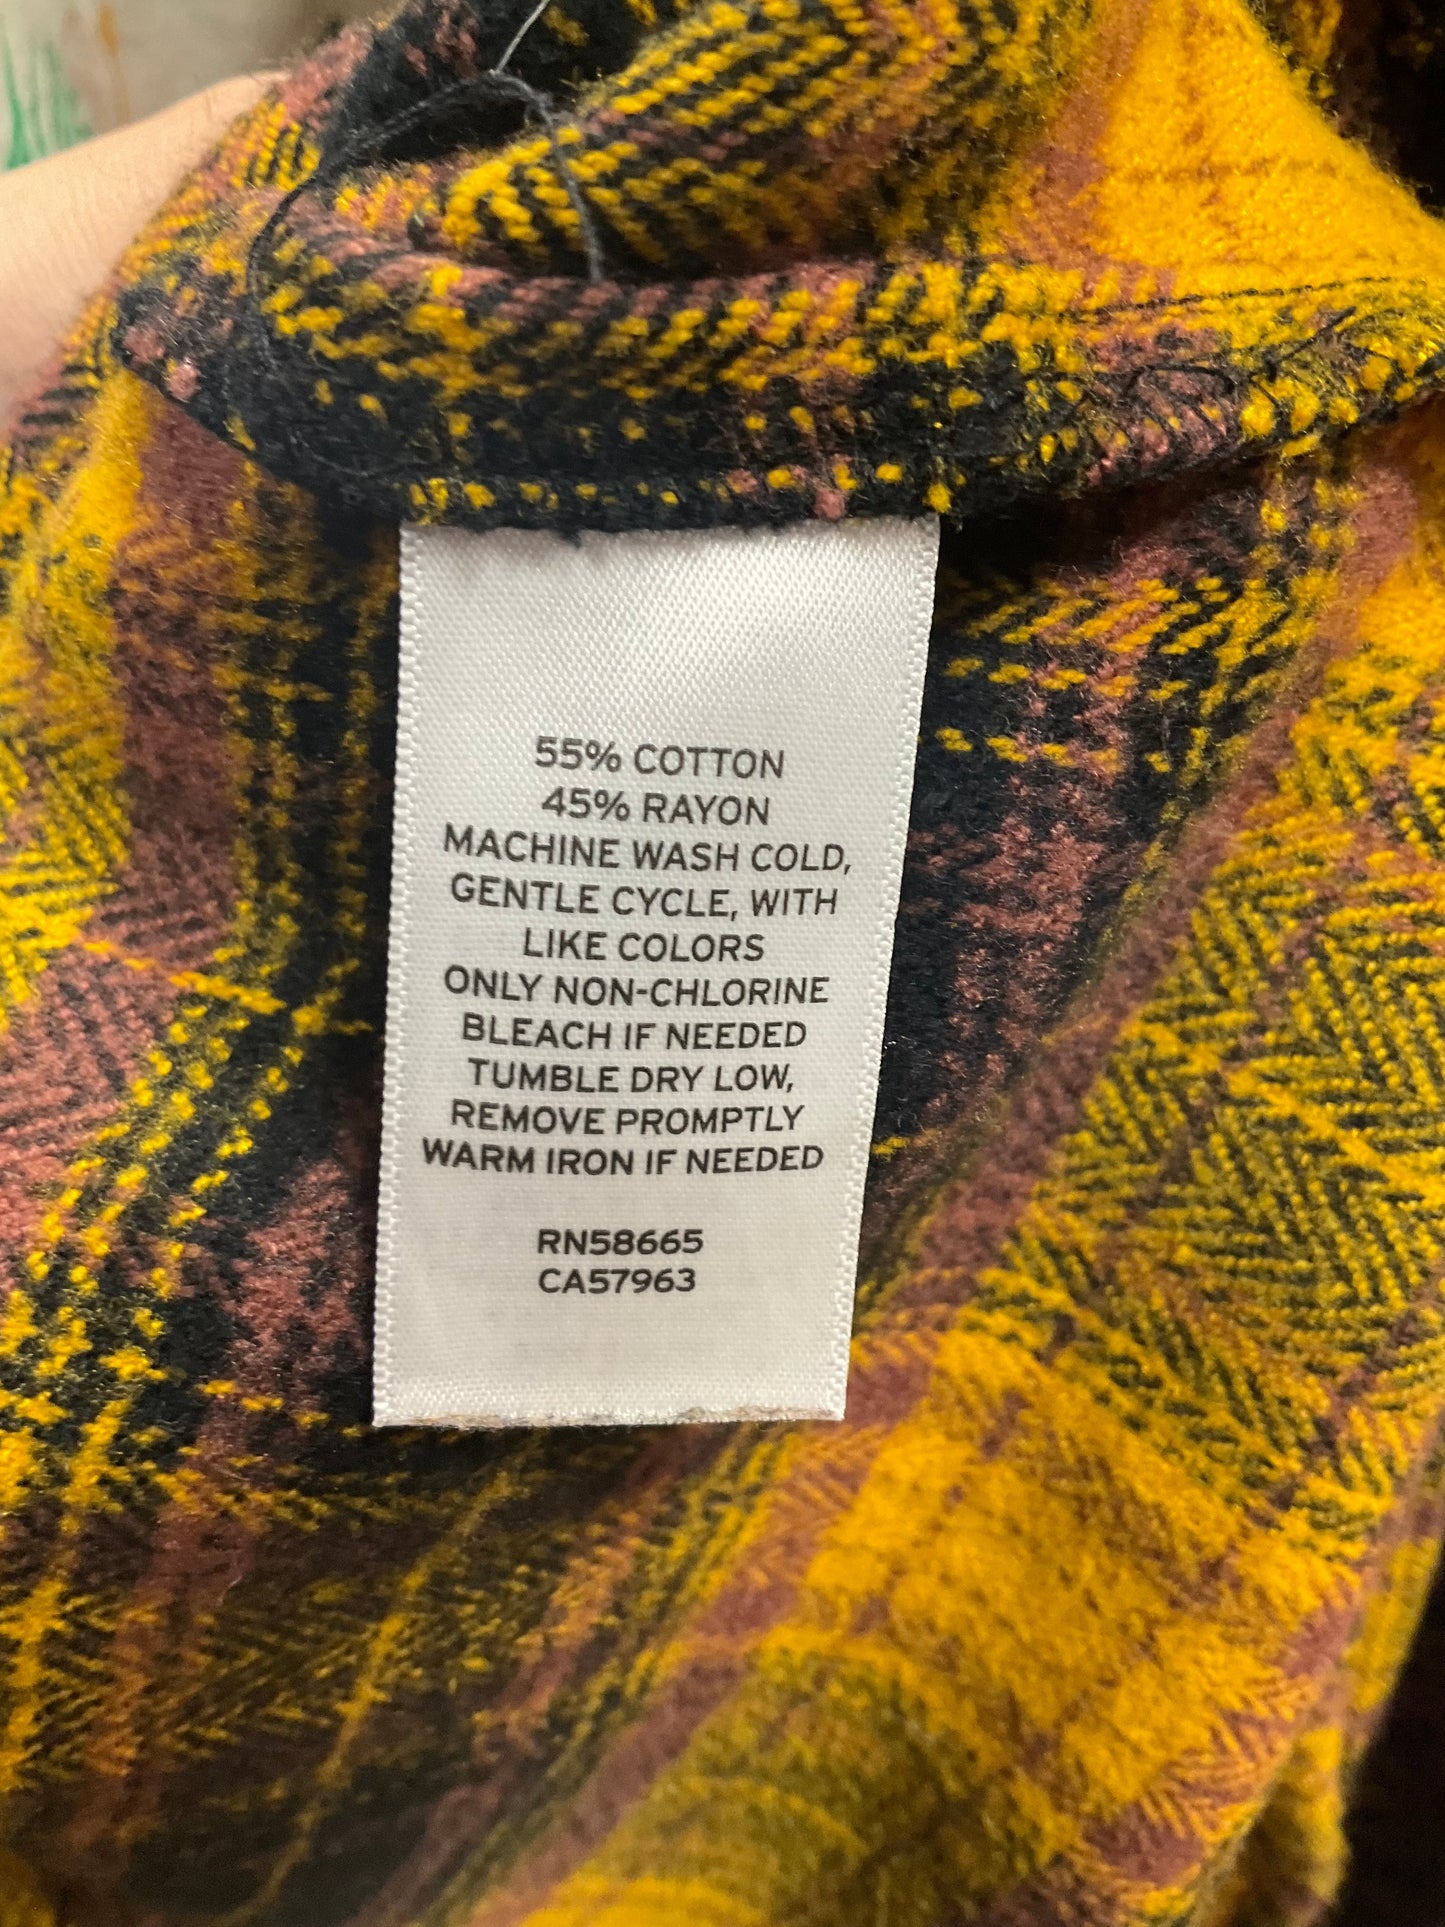 55% COTTON
45% RAYON
MACHINE WASH COLD,
GENTLE CYCLE, WITH
LIKE COLORS
ONLY NON-CHLORINE
BLEACH IF NEEDED
TUMBLE DRY LOW,
REMOVE PROMPTLY
WARM IRON IF NEEDED
RN58665
CA57963